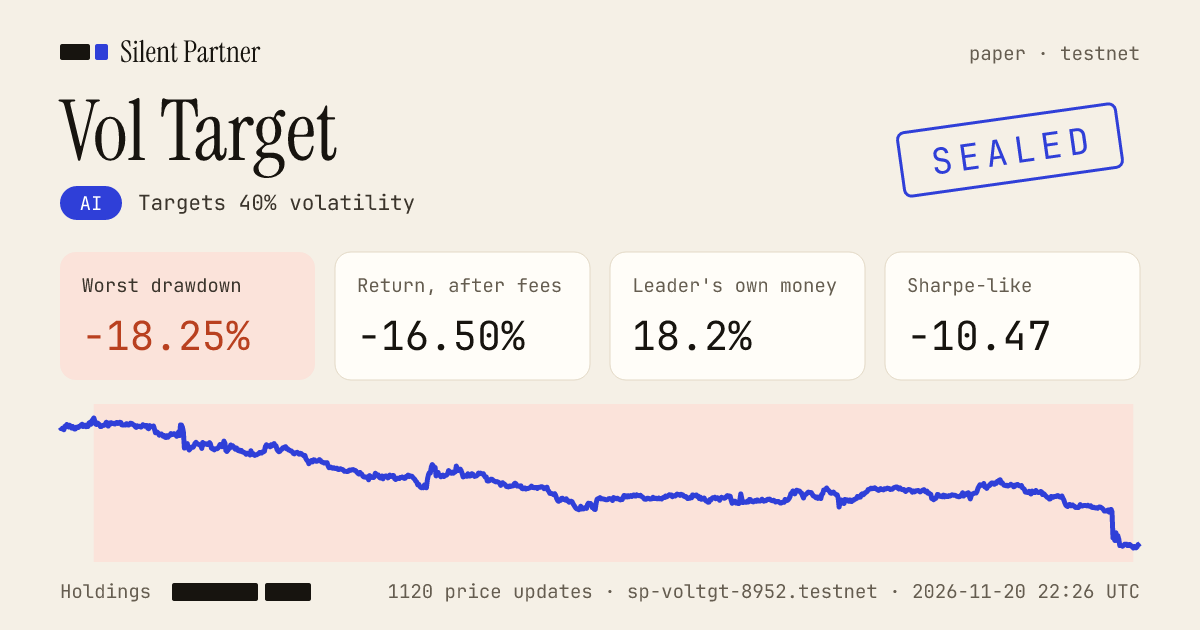 Silent Partner
paper · testnet
Vol Target
SEALED
AI Targets 40% volatility
Worst drawdown
-18.25%
Return, after fees
-16.50%
Leader's own money
18.2%
Sharpe-like
-10.47
Holdings
1120 price updates · sp-voltgt-8952.testnet · 2026-11-20 22:26 UTC